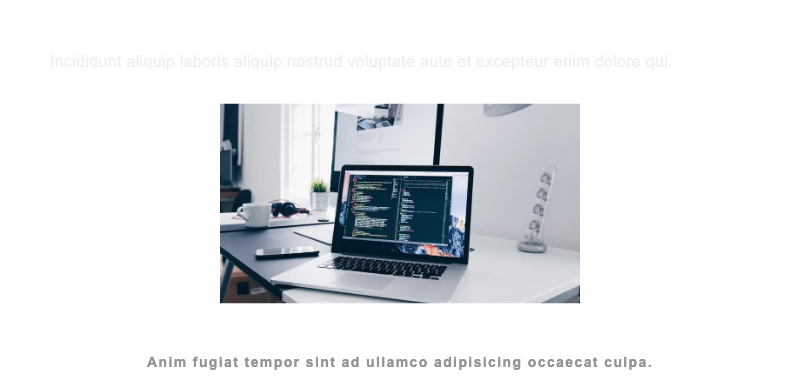 Incididunt aliquip laboris aliquip nostrud voluptate aute et excepteur enim dolore qui.
Anim fugiat tempor sint ad ullamco adipisicing occaecat culpa.